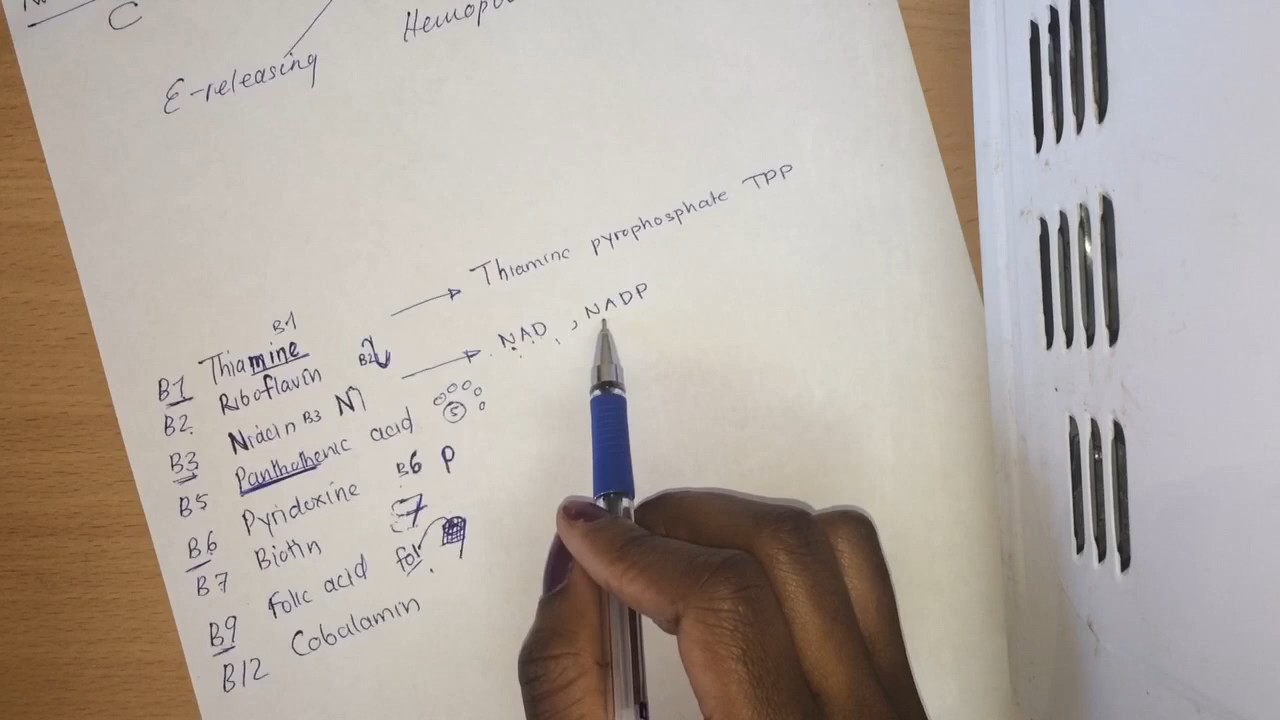 C
E-releasing
Thiamine pyrophosphate TPP
NAD, NADP
B1 Thiamine B1
B2 Riboflavin B2
B3 Niacin B3 N
B5 Panthothenic acid 5
B6 Pyridoxine B6 P
B7 Biotin 7
B9 Folic acid fol
B12 Cobalamin